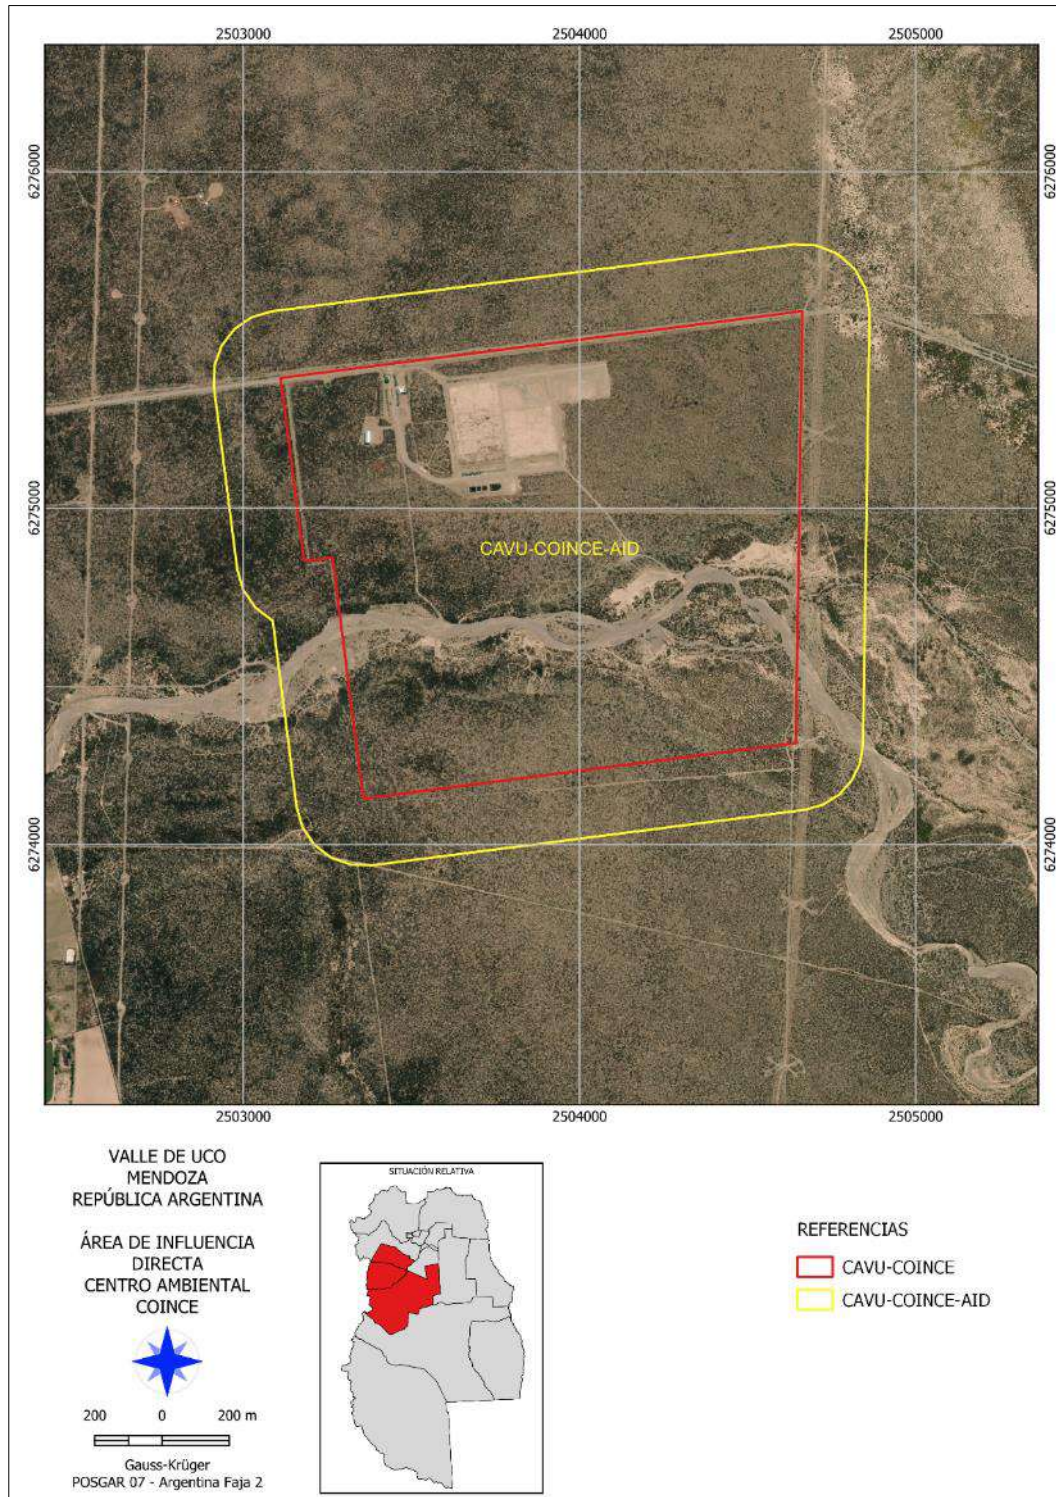 2503000
2504000
2505000
6276000
6276000
6275000
6275000
CAVU-COINCE-AID
6274000
6274000
2503000
2504000
2505000
VALLE DE UCO
MENDOZA
REPÚBLICA ARGENTINA
ÁREA DE INFLUENCIA
DIRECTA
CENTRO AMBIENTAL
COINCE
200 0 200 m
Gauss-Krüger
POSGAR 07 - Argentina Faja 2
SITUACIÓN RELATIVA
REFERENCIAS
CAVU-COINCE
CAVU-COINCE-AID